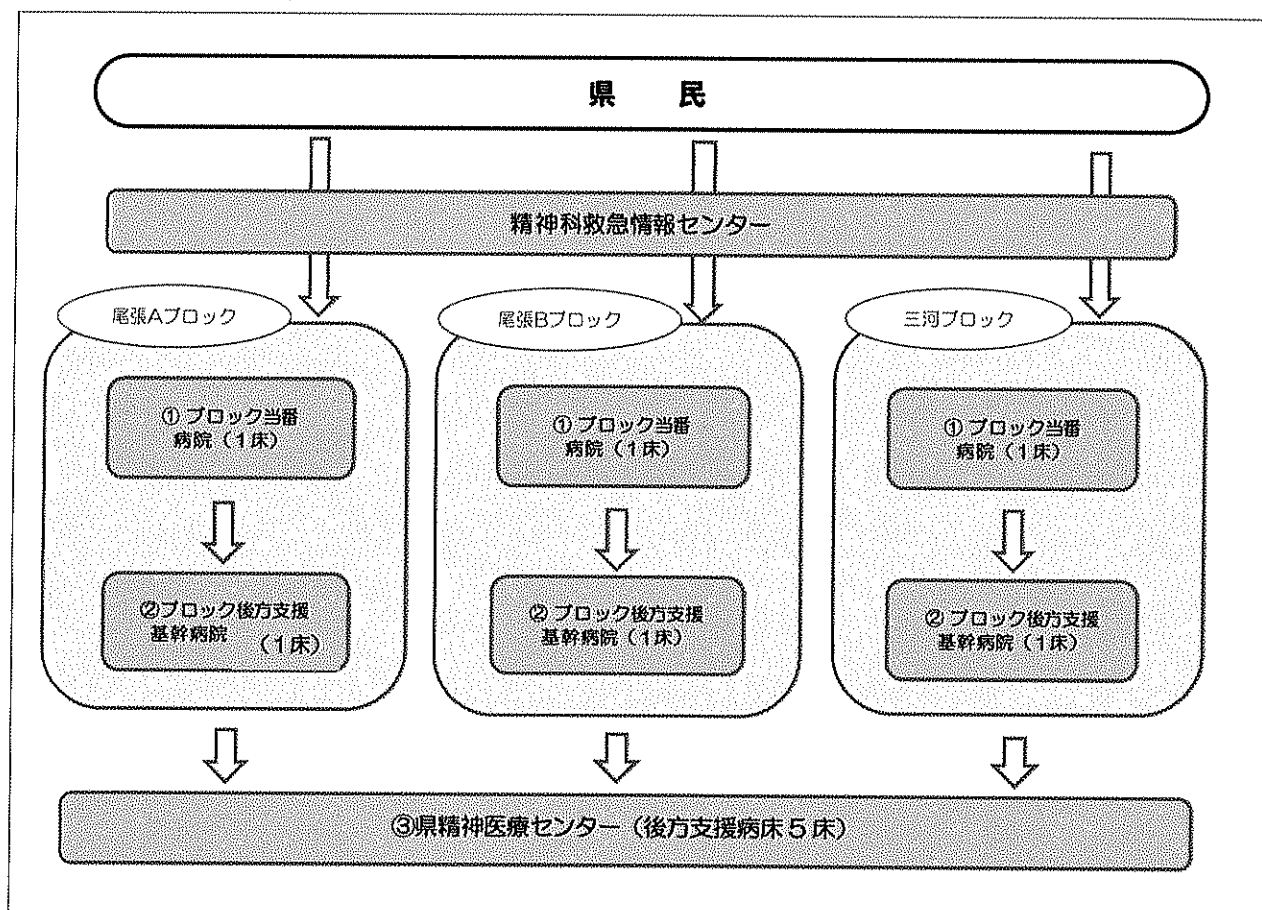 県　　民
精神科救急情報センター
尾張Aブロック
① ブロック当番
病院（1床）
②ブロック後方支援
基幹病院　（1床）
尾張Bブロック
① ブロック当番
病院（1床）
② ブロック後方支援
基幹病院（1床）
三河ブロック
① ブロック当番
病院（1床）
② ブロック後方支援
基幹病院（1床）
③県精神医療センター（後方支援病床５床）